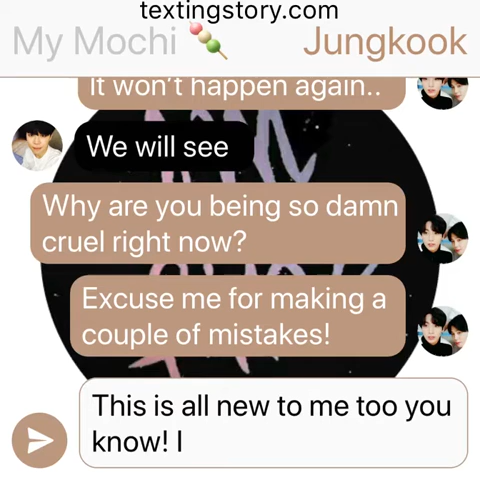 textingstory.com
My Mochi 🍡 Jungkook
It won't happen again..
We will see
Why are you being so damn
cruel right now?
Excuse me for making a
couple of mistakes!
This is all new to me too you
know! I